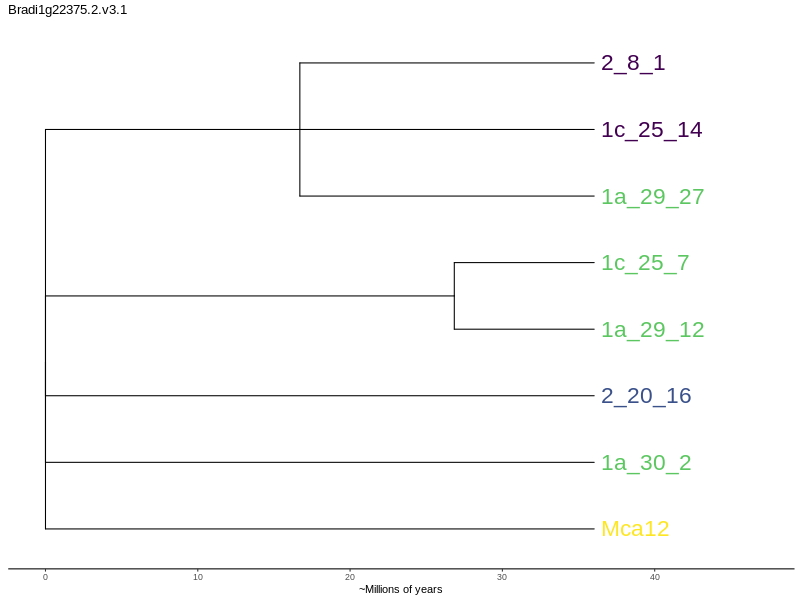 Bradi1g22375.2.v3.1
2_8_1
1c_25_14
1a_29_27
1c_25_7
1a_29_12
2_20_16
1a_30_2
Mca12
0 10 20 30 40
~Millions of years